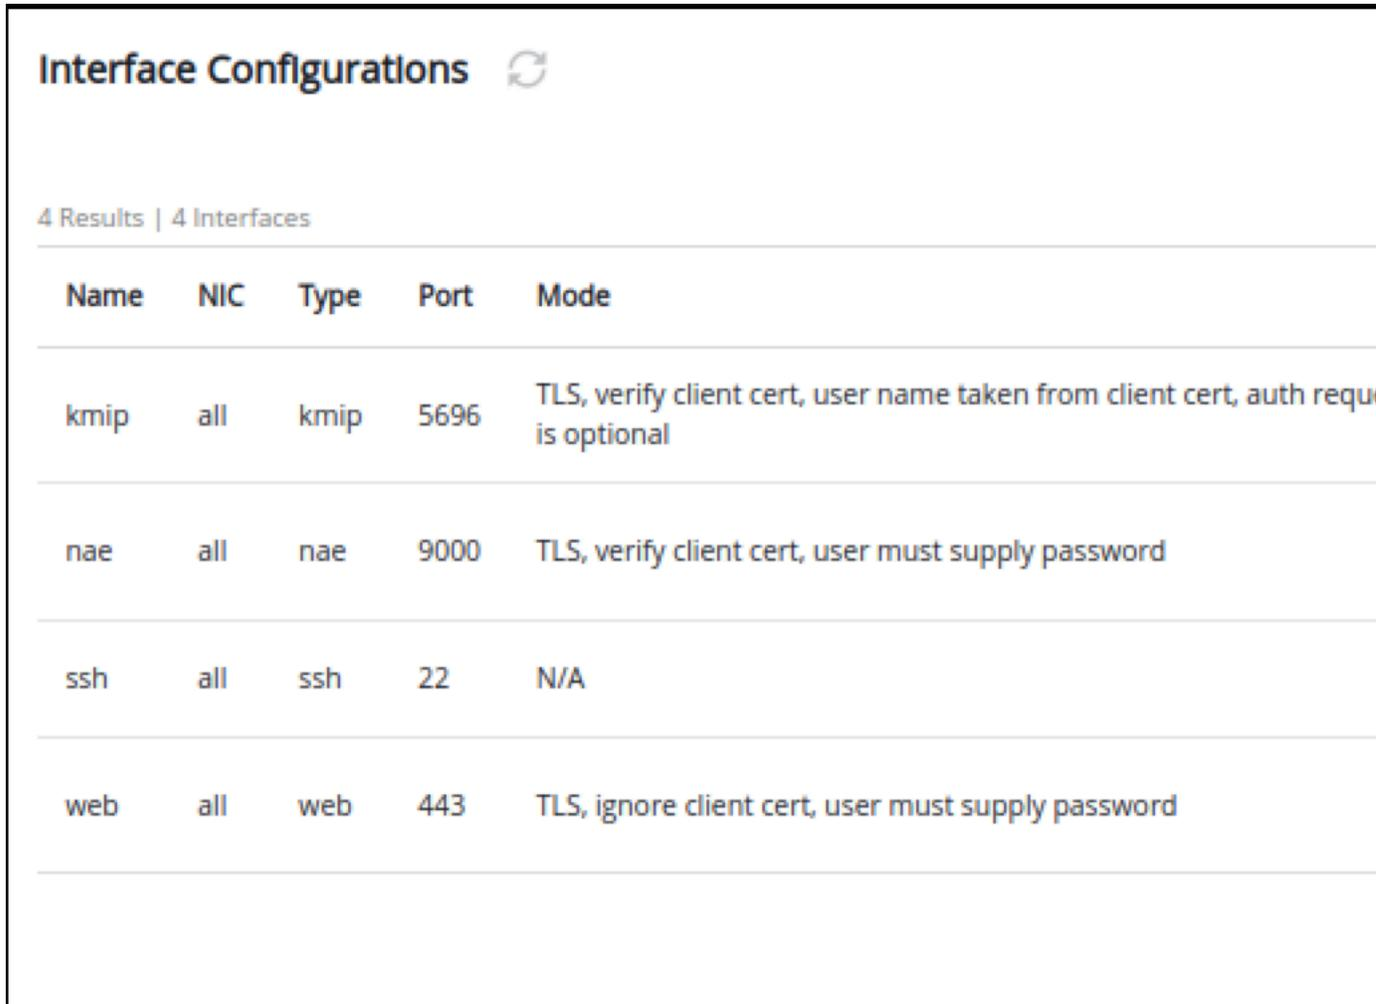 Interface Configurations
4 Results | 4 Interfaces
Name NIC Type Port Mode
kmip all kmip 5696 TLS, verify client cert, user name taken from client cert, auth
is optional
nae all nae 9000 TLS, verify client cert, user must supply password
ssh all ssh 22 N/A
web all web 443 TLS, ignore client cert, user must supply password